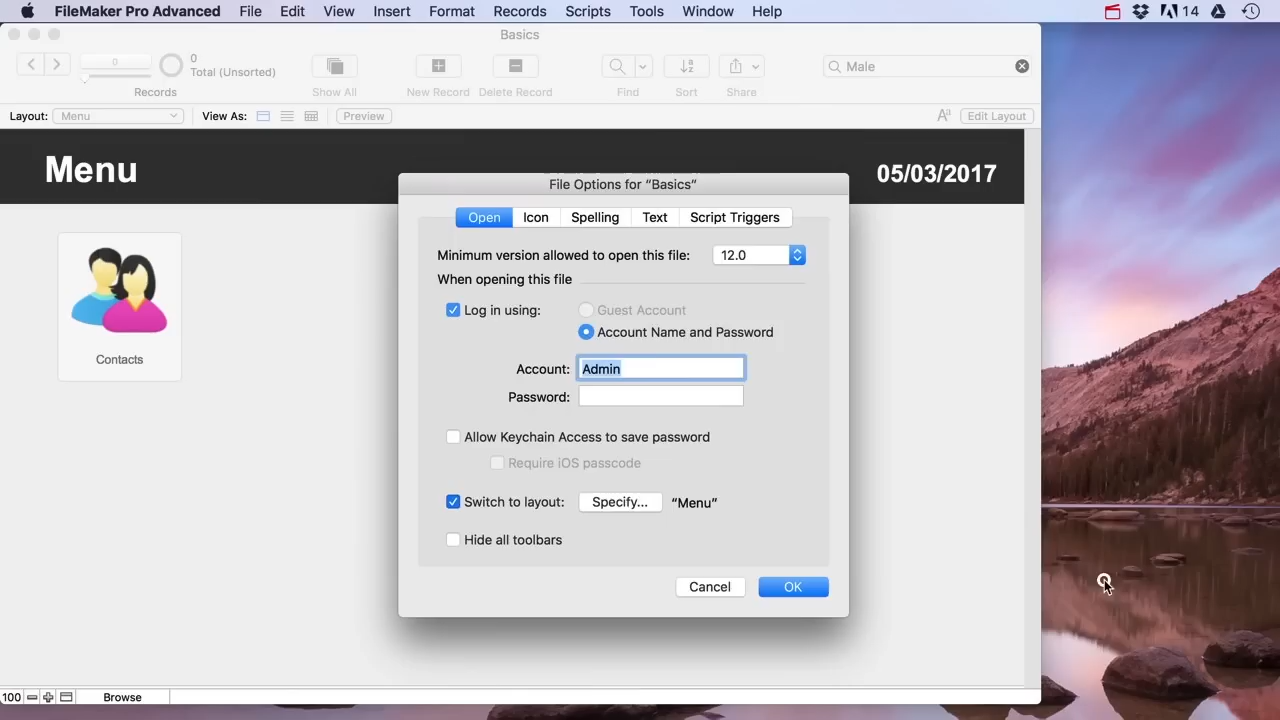 FileMaker Pro Advanced File Edit View Insert Format Records Scripts Tools Window Help 14
Basics
0 0
Total (Unsorted)
Male
Records Show All New Record Delete Record Find Sort Share
Layout: Menu View As: Preview Aa Edit Layout
Menu 05/03/2017
Contacts
File Options for “Basics”
Open Icon Spelling Text Script Triggers
Minimum version allowed to open this file: 12.0
When opening this file
Log in using: Guest Account
Account Name and Password
Account: Admin
Password:
Allow Keychain Access to save password
Require iOS passcode
Switch to layout: Specify... “Menu”
Hide all toolbars
Cancel OK
100 Browse